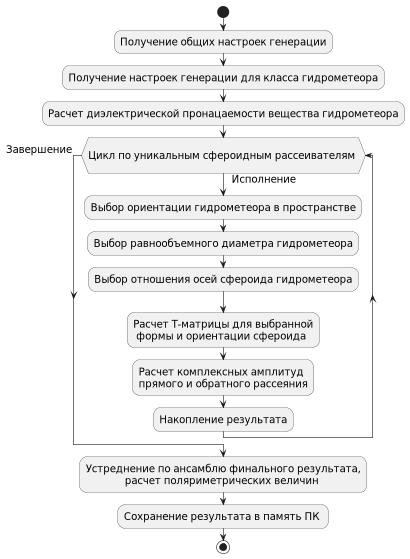 Получение общих настроек генерации
Получение настроек генерации для класса гидрометеора
Расчет диэлектрической пронацаемости вещества гидрометеора
Завершение
Цикл по уникальным сфероидным рассеивателям
Исполнение
Выбор ориентации гидрометеора в пространстве
Выбор равнообъемного диаметра гидрометеора
Выбор отношения осей сфероида гидрометеора
Расчет Т-матрицы для выбранной
формы и ориентации сфероида
Расчет комплексных амплитуд
прямого и обратного рассеяния
Накопление результата
Устреднение по ансамблю финального результата,
расчет поляриметрических величин
Сохранение результата в память ПК